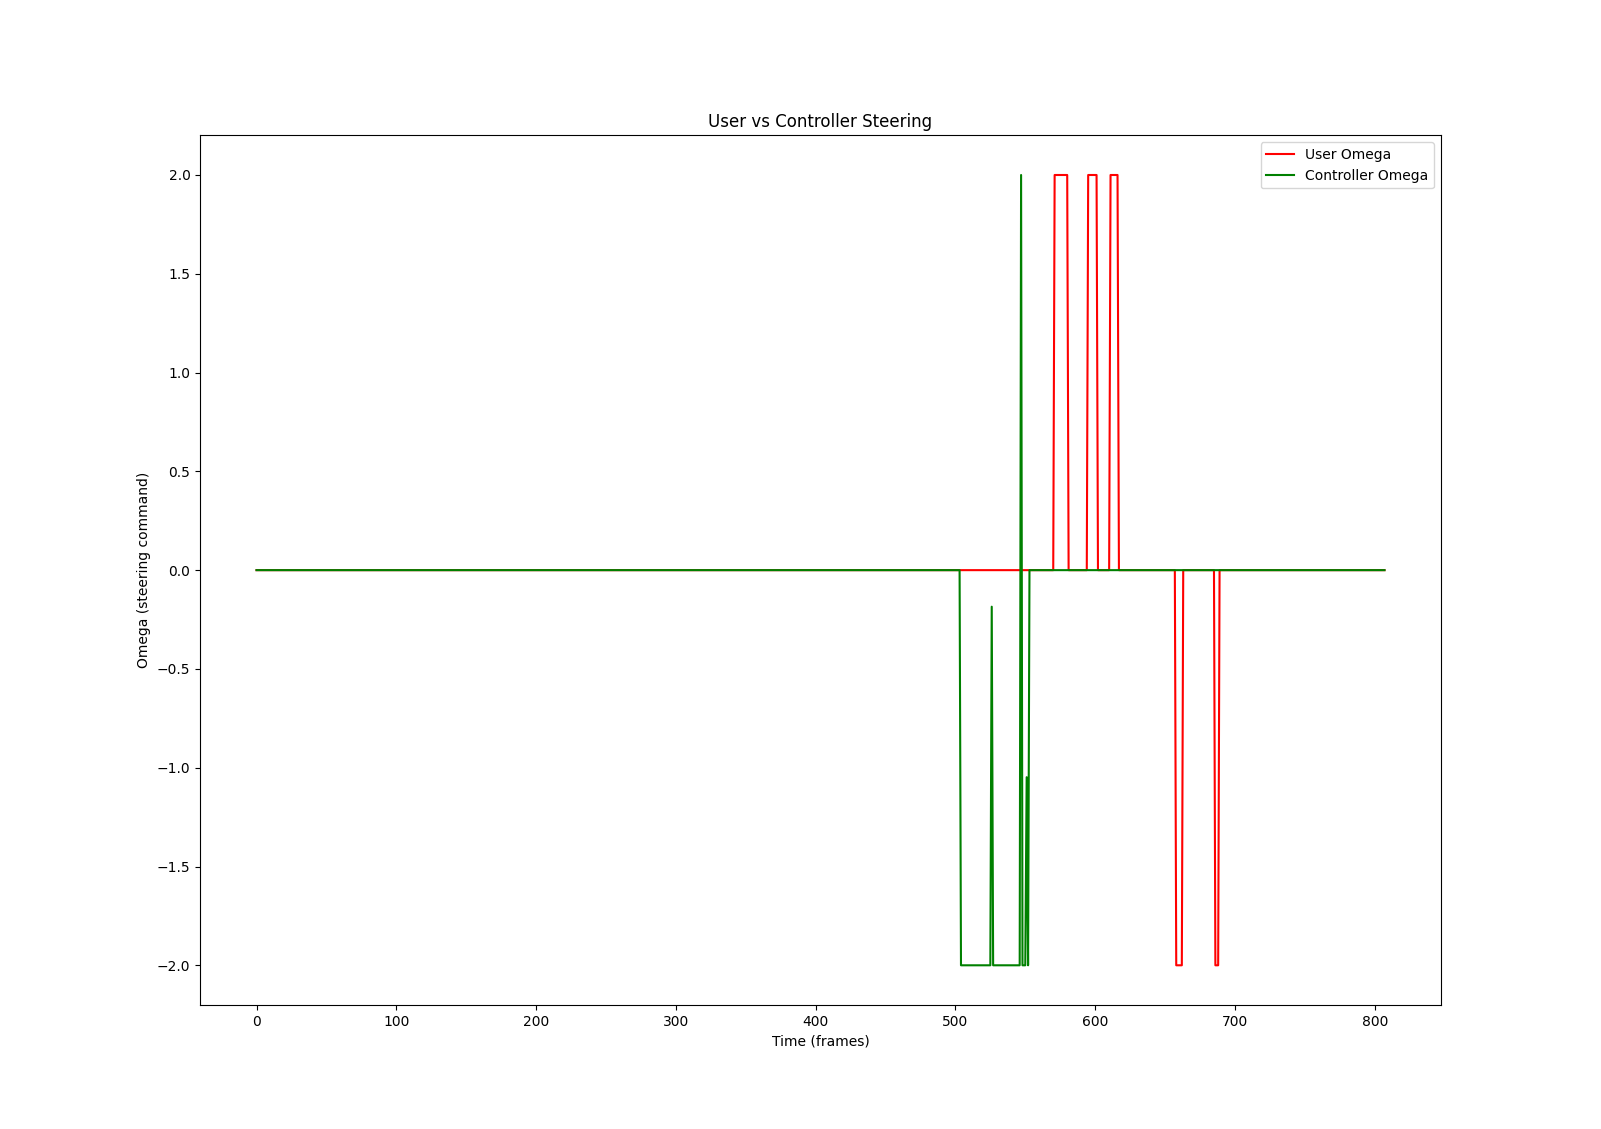 User vs Controller Steering
User Omega
Controller Omega
2.0
1.5
1.0
0.5
0.0
−0.5
−1.0
−1.5
−2.0
Omega (steering command)
0 100 200 300 400 500 600 700 800
Time (frames)